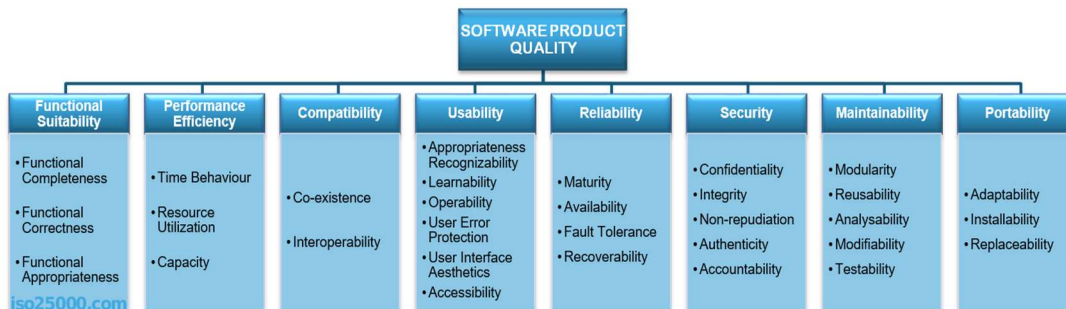 SOFTWARE PRODUCT
QUALITY
Functional
Suitability
• Functional
Completeness
• Functional
Correctness
• Functional
Appropriateness
Performance
Efficiency
• Time Behaviour
• Resource
Utilization
• Capacity
Compatibility
• Co-existence
• Interoperability
Usability
• Appropriateness
Recognizability
• Learnability
• Operability
• User Error
Protection
• User Interface
Aesthetics
• Accessibility
Reliability
• Maturity
• Availability
• Fault Tolerance
• Recoverability
Security
• Confidentiality
• Integrity
• Non-repudiation
• Authenticity
• Accountability
Maintainability
• Modularity
• Reusability
• Analysability
• Modifiability
• Testability
Portability
• Adaptability
• Installability
• Replaceability
iso25000.com